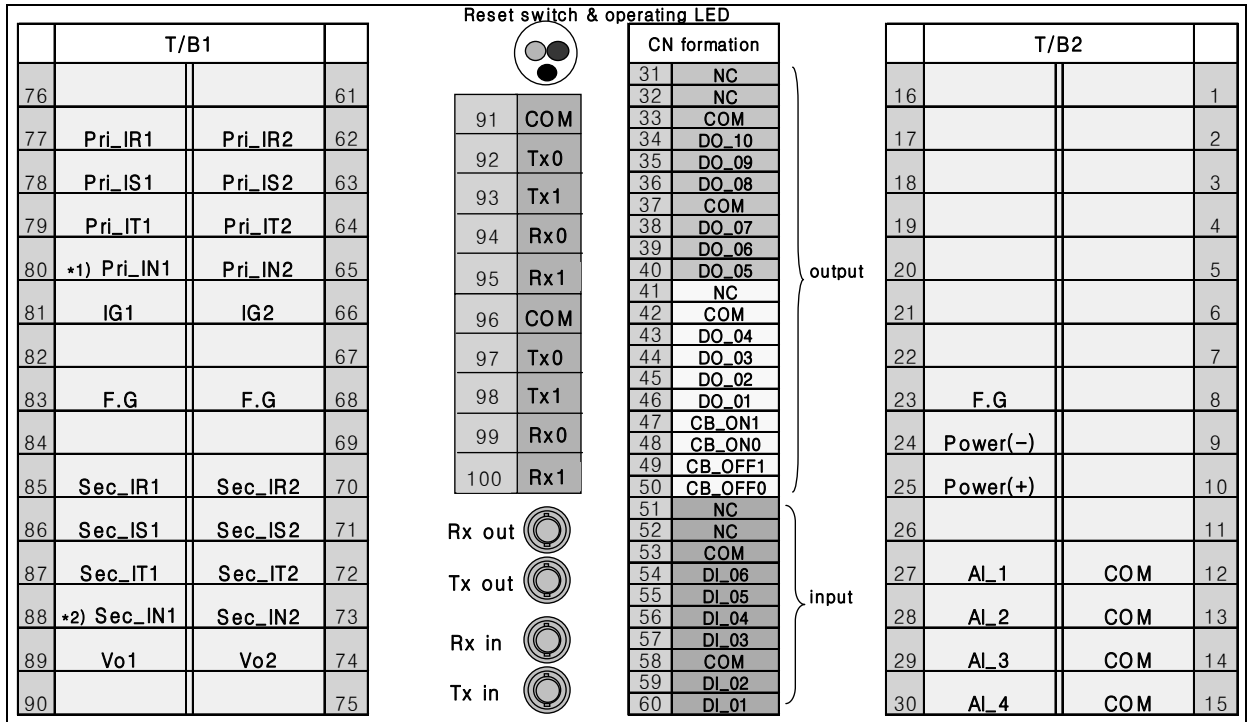 Reset switch & operating LED
T/B1
76 61
77 Pri_IR1 Pri_IR2 62
78 Pri_IS1 Pri_IS2 63
79 Pri_IT1 Pri_IT2 64
80 *1) Pri_IN1 Pri_IN2 65
81 IG1 IG2 66
82 67
83 F.G F.G 68
84 69
85 Sec_IR1 Sec_IR2 70
86 Sec_IS1 Sec_IS2 71
87 Sec_IT1 Sec_IT2 72
88 *2) Sec_IN1 Sec_IN2 73
89 Vo1 Vo2 74
90 75
91 COM
92 Tx0
93 Tx1
94 Rx0
95 Rx1
96 COM
97 Tx0
98 Tx1
99 Rx0
100 Rx1
Rx out
Tx out
Rx in
Tx in
CN formation
31 NC
32 NC
33 COM
34 DO_10
35 DO_09
36 DO_08
37 COM
38 DO_07
39 DO_06
40 DO_05
41 NC
42 COM
43 DO_04
44 DO_03
45 DO_02
46 DO_01
47 CB_ON1
48 CB_ON0
49 CB_OFF1
50 CB_OFF0
51 NC
52 NC
53 COM
54 DI_06
55 DI_05
56 DI_04
57 DI_03
58 COM
59 DI_02
60 DI_01
output
input
T/B2
16 1
17 2
18 3
19 4
20 5
21 6
22 7
23 F.G 8
24 Power(-) 9
25 Power(+) 10
26 11
27 AI_1 COM 12
28 AI_2 COM 13
29 AI_3 COM 14
30 AI_4 COM 15